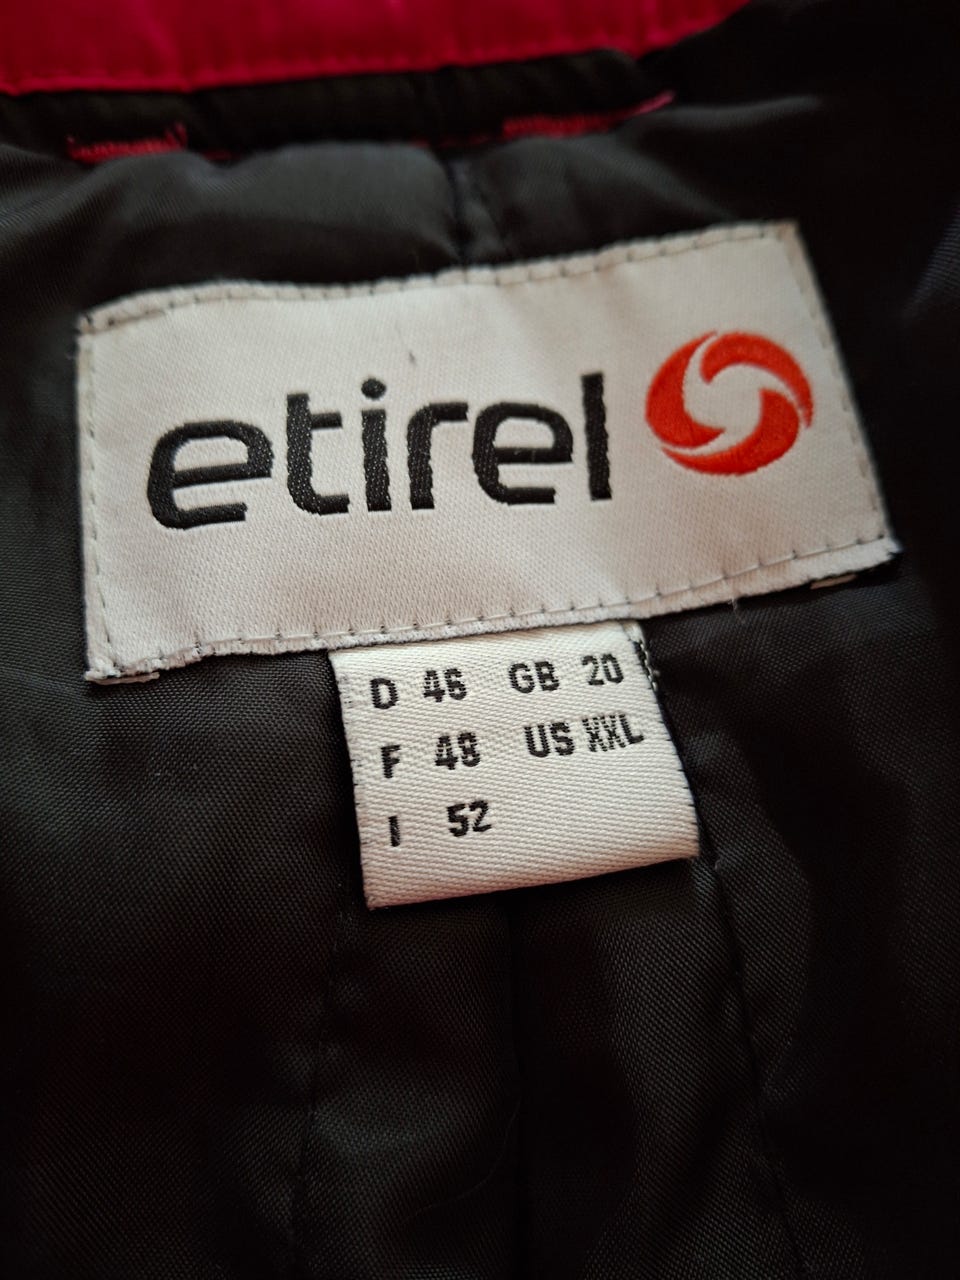 etirel
D 46 GB 20
F 48 US XXL
I 52